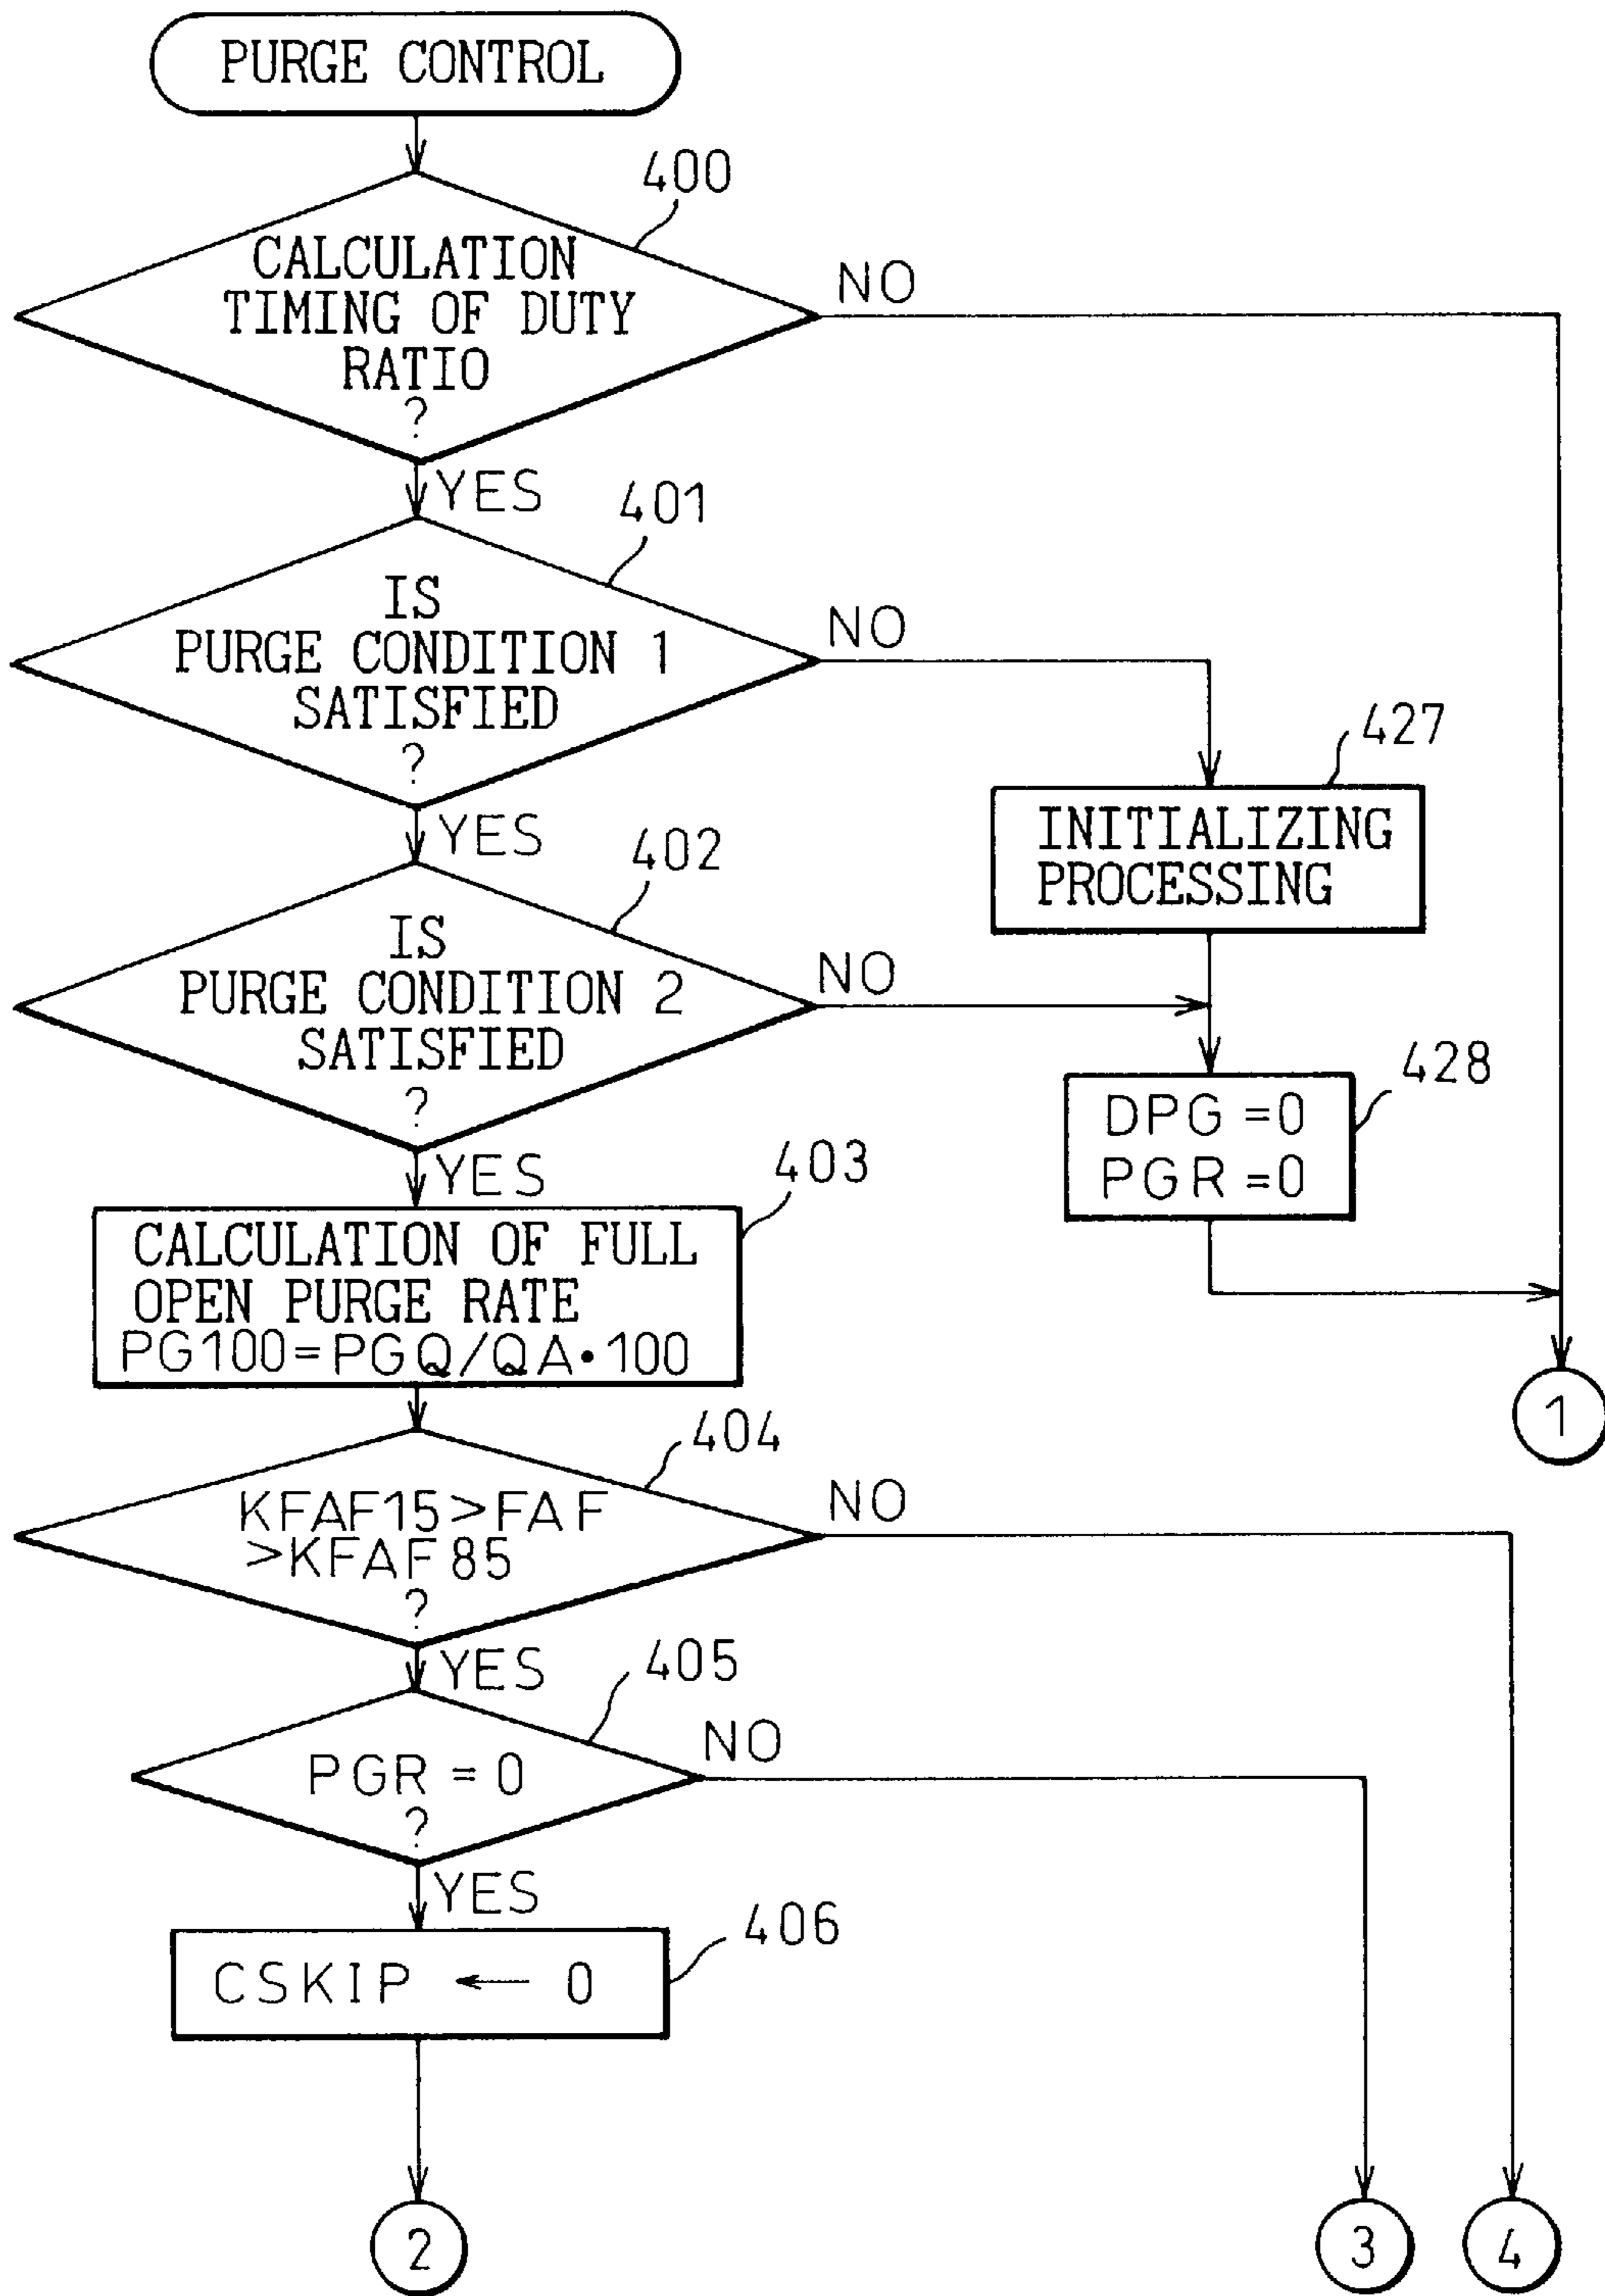 PURGE CONTROL
400
CALCULATION
TIMING OF DUTY
RATIO
?
NO
YES
401
IS
PURGE CONDITION 1
SATISFIED
?
NO
427
INITIALIZING
PROCESSING
YES
402
IS
PURGE CONDITION 2
SATISFIED
?
NO
428
DPG =0
PGR =0
YES
403
CALCULATION OF FULL
OPEN PURGE RATE
PG100=PGQ/QA•100
1
404
KFAF15>FAF
>KFAF85
?
NO
YES
405
PGR = 0
?
NO
YES
406
CSKIP ← 0
2
3
4